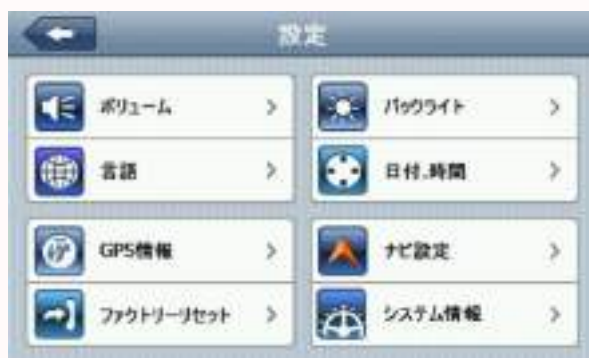 設定
ボリューム
バックライト
言語
日付.時間
GPS情報
ナビ設定
ファクトリーリセット
システム情報